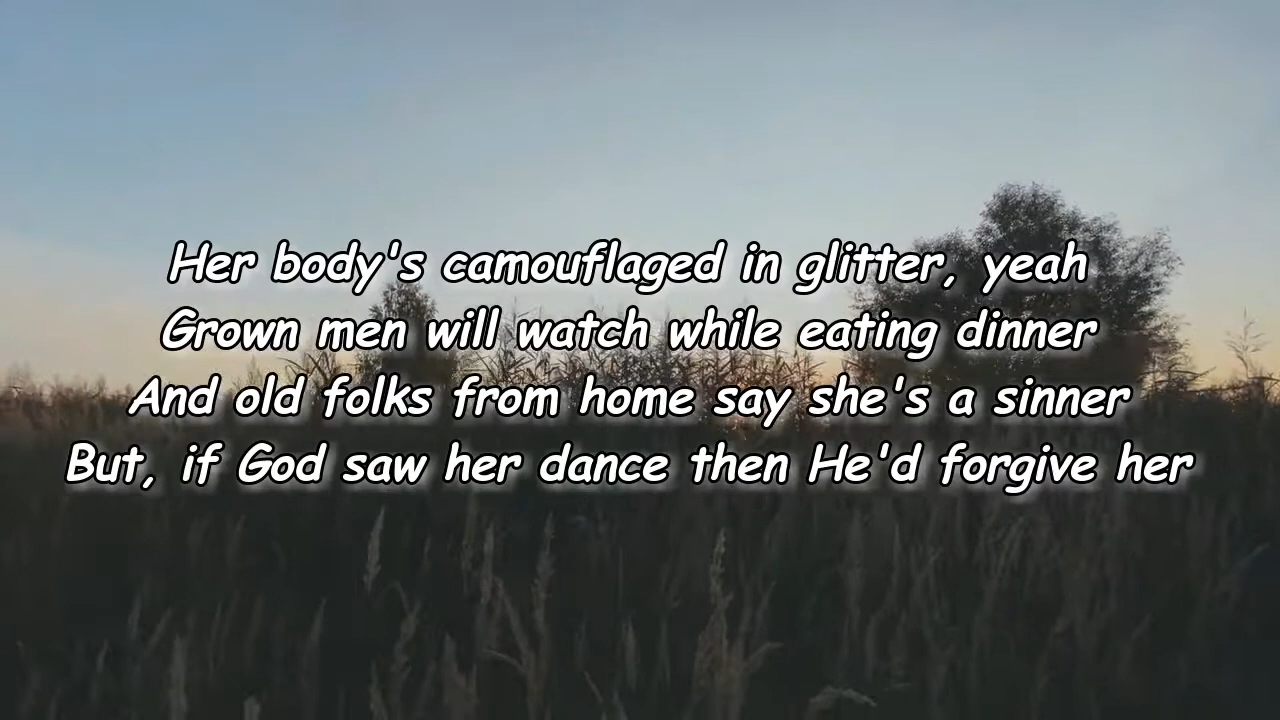 Her body's camouflaged in glitter, yeah
Grown men will watch while eating dinner
And old folks from home say she's a sinner
But, if God saw her dance then He'd forgive her